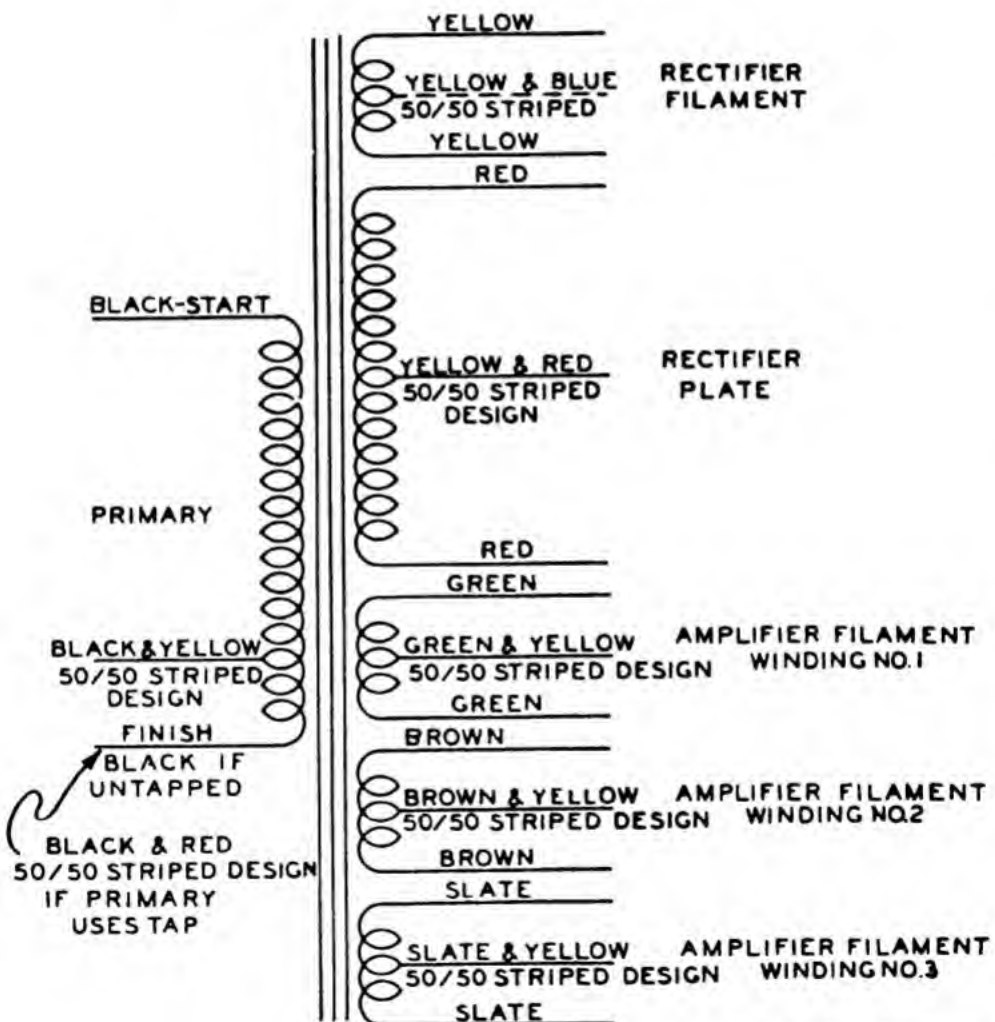 YELLOW
YELLOW & BLUE
50/50 STRIPED
RECTIFIER
FILAMENT
YELLOW
RED
BLACK-START
YELLOW & RED
50/50 STRIPED
DESIGN
RECTIFIER
PLATE
PRIMARY
RED
GREEN
BLACK&YELLOW
50/50 STRIPED
DESIGN
GREEN & YELLOW
50/50 STRIPED DESIGN
AMPLIFIER FILAMENT
WINDING NO.1
GREEN
FINISH
BLACK IF
UNTAPPED
BROWN
BROWN & YELLOW
50/50 STRIPED DESIGN
AMPLIFIER FILAMENT
WINDING NO.2
BROWN
BLACK & RED
50/50 STRIPED DESIGN
IF PRIMARY
USES TAP
SLATE
SLATE & YELLOW
50/50 STRIPED DESIGN
AMPLIFIER FILAMENT
WINDING NO.3
SLATE